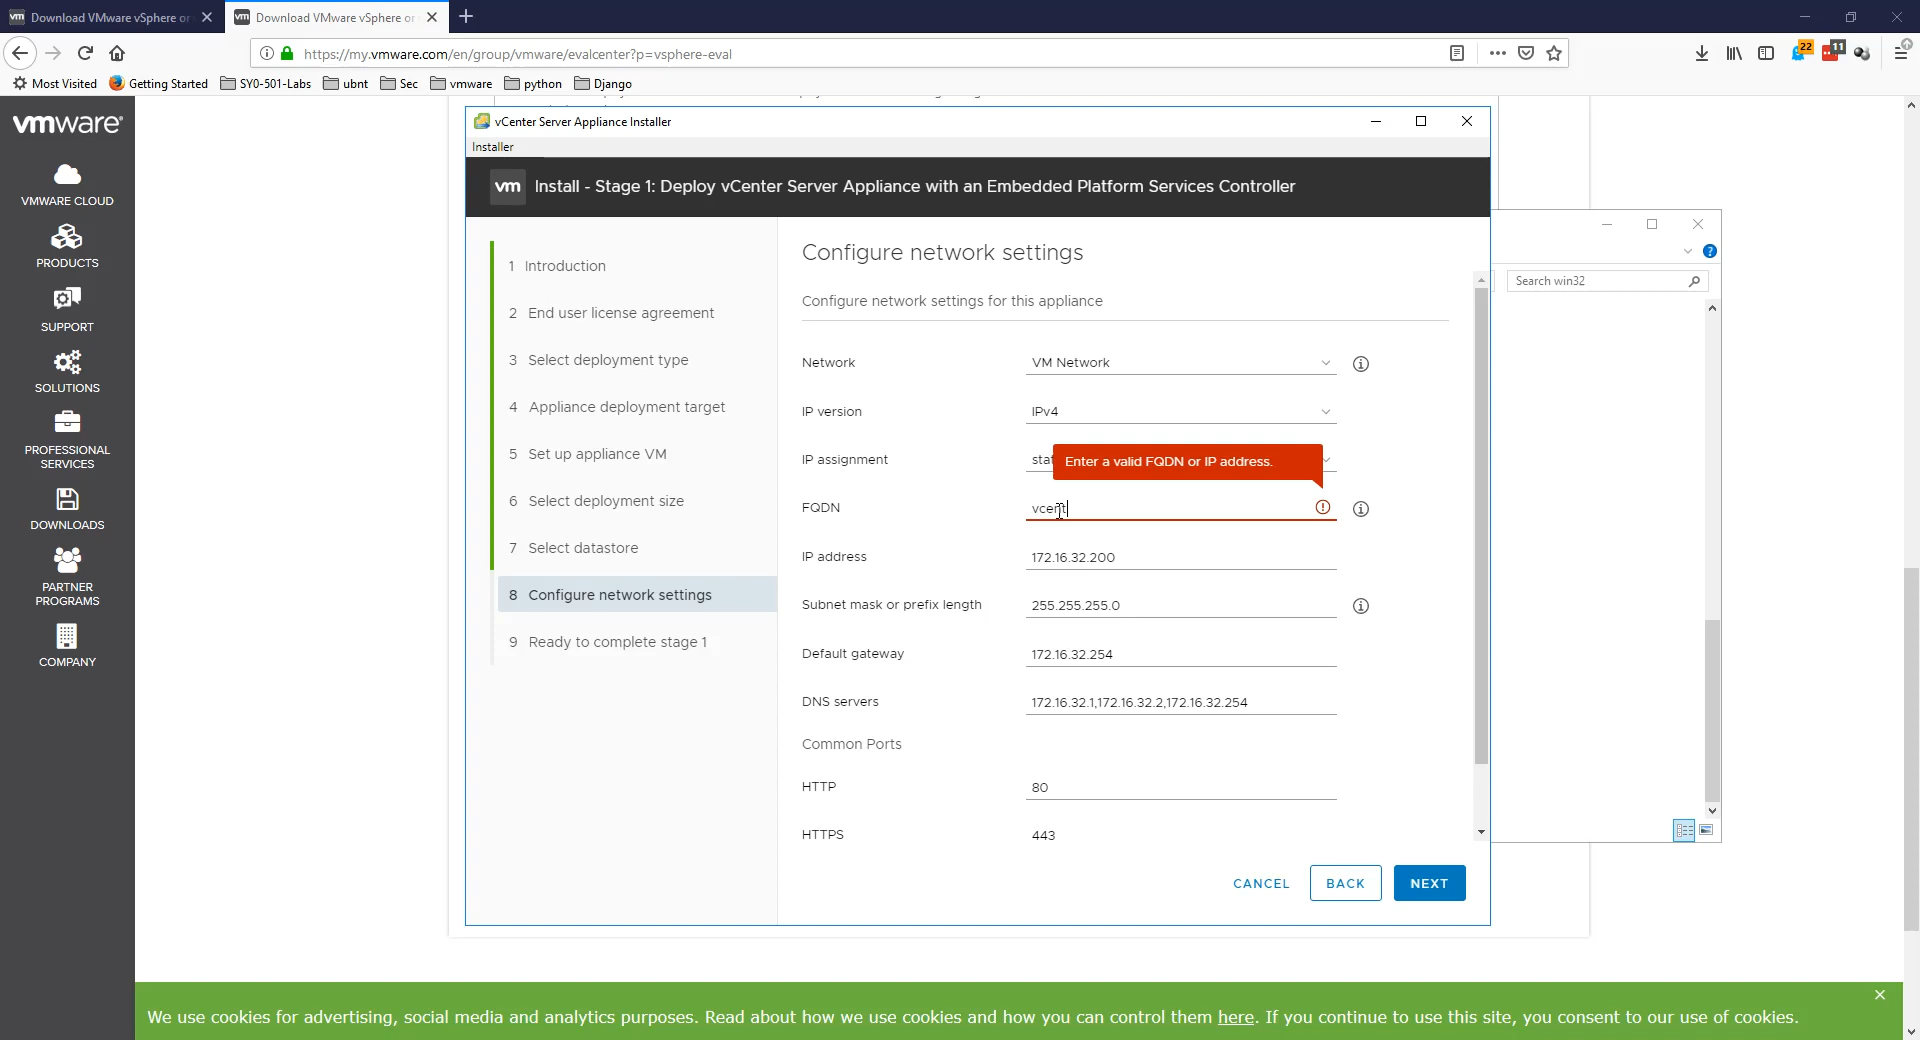 Download VMware vSphere or
Download VMware vSphere or
https://my.vmware.com/en/group/vmware/evalcenter?p=vsphere-eval
22
11
Most Visited
Getting Started
SY0-501-Labs
ubnt
Sec
vmware
python
Django
vmware
VMWARE CLOUD
PRODUCTS
SUPPORT
SOLUTIONS
PROFESSIONAL
SERVICES
DOWNLOADS
PARTNER
PROGRAMS
COMPANY
vCenter Server Appliance Installer
Installer
vm Install - Stage 1: Deploy vCenter Server Appliance with an Embedded Platform Services Controller
1 Introduction
2 End user license agreement
3 Select deployment type
4 Appliance deployment target
5 Set up appliance VM
6 Select deployment size
7 Select datastore
8 Configure network settings
9 Ready to complete stage 1
Configure network settings
Configure network settings for this appliance
Network VM Network
IP version IPv4
IP assignment stat
Enter a valid FQDN or IP address.
FQDN vcent
IP address 172.16.32.200
Subnet mask or prefix length 255.255.255.0
Default gateway 172.16.32.254
DNS servers 172.16.32.1,172.16.32.2,172.16.32.254
Common Ports
HTTP 80
HTTPS 443
CANCEL BACK NEXT
Search win32
We use cookies for advertising, social media and analytics purposes. Read about how we use cookies and how you can control them here. If you continue to use this site, you consent to our use of cookies.